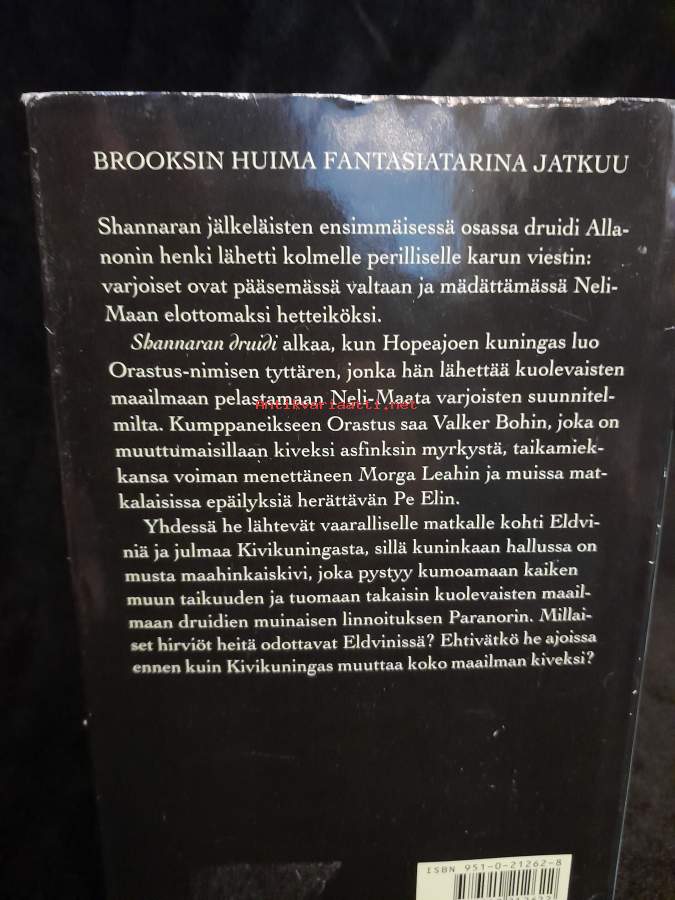 BROOKSIN HUIMA FANTASIATARINA JATKUU
Shannaran jälkeläisten ensimmäisessä osassa druidi Alla-
nonin henki lähetti kolmelle perilliselle karun viestin:
varjoiset ovat pääsemässä valtaan ja mädättämässä Neli-
Maan elottomaksi hetteiköksi.
Shannaran druidi alkaa, kun Hopeajoen kuningas luo
Orastus-nimisen tyttären, jonka hän lähettää kuolevaisten
maailmaan pelastamaan Neli-Maata varjoisten suunnitel-
antikvariaatti.net
milta. Kumppaneikseen Orastus saa Valker Bohin, joka on
muuttumaisillaan kiveksi asfinksin myrkystä, taikamiek-
kansa voiman menettäneen Morga Leahin ja muissa mat-
kalaisissa epäilyksiä herättävän Pe Elin.
Yhdessä he lähtevät vaaralliselle matkalle kohti Eldvi-
niä ja julmaa Kivikuningasta, sillä kuninkaan hallussa on
musta maahinkaiskivi, joka pystyy kumoamaan kaiken
muun taikuuden ja tuomaan takaisin kuolevaisten maail-
maan druidien muinaisen linnoituksen Paranorin. Millai-
set hirviöt heitä odottavat Eldvinissä? Ehtivätkö he ajoissa
ennen kuin Kivikuningas muuttaa koko maailman kiveksi?
ISBN 951-0-21262-8